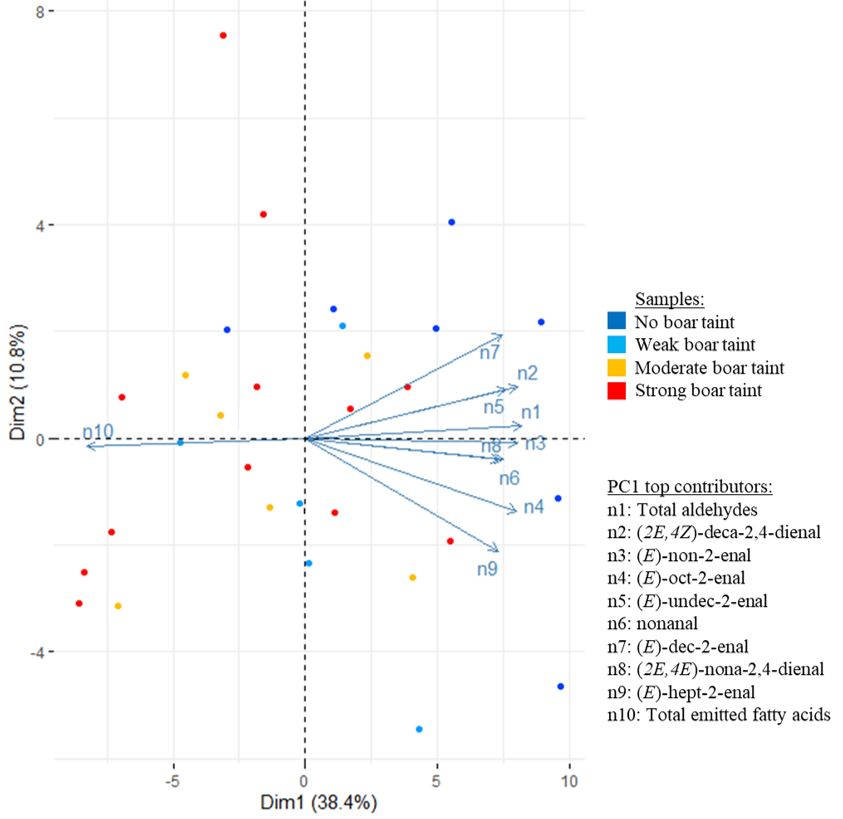 8
4
0
-4
Dim2 (10.8%)
-5
0
5
10
Dim1 (38.4%)
n7
n2
n5
n1
n10
n8
n3
n6
n4
n9
Samples:
No boar taint
Weak boar taint
Moderate boar taint
Strong boar taint
PC1 top contributors:
n1: Total aldehydes
n2: (2E,4Z)-deca-2,4-dienal
n3: (E)-non-2-enal
n4: (E)-oct-2-enal
n5: (E)-undec-2-enal
n6: nonanal
n7: (E)-dec-2-enal
n8: (2E,4E)-nona-2,4-dienal
n9: (E)-hept-2-enal
n10: Total emitted fatty acids